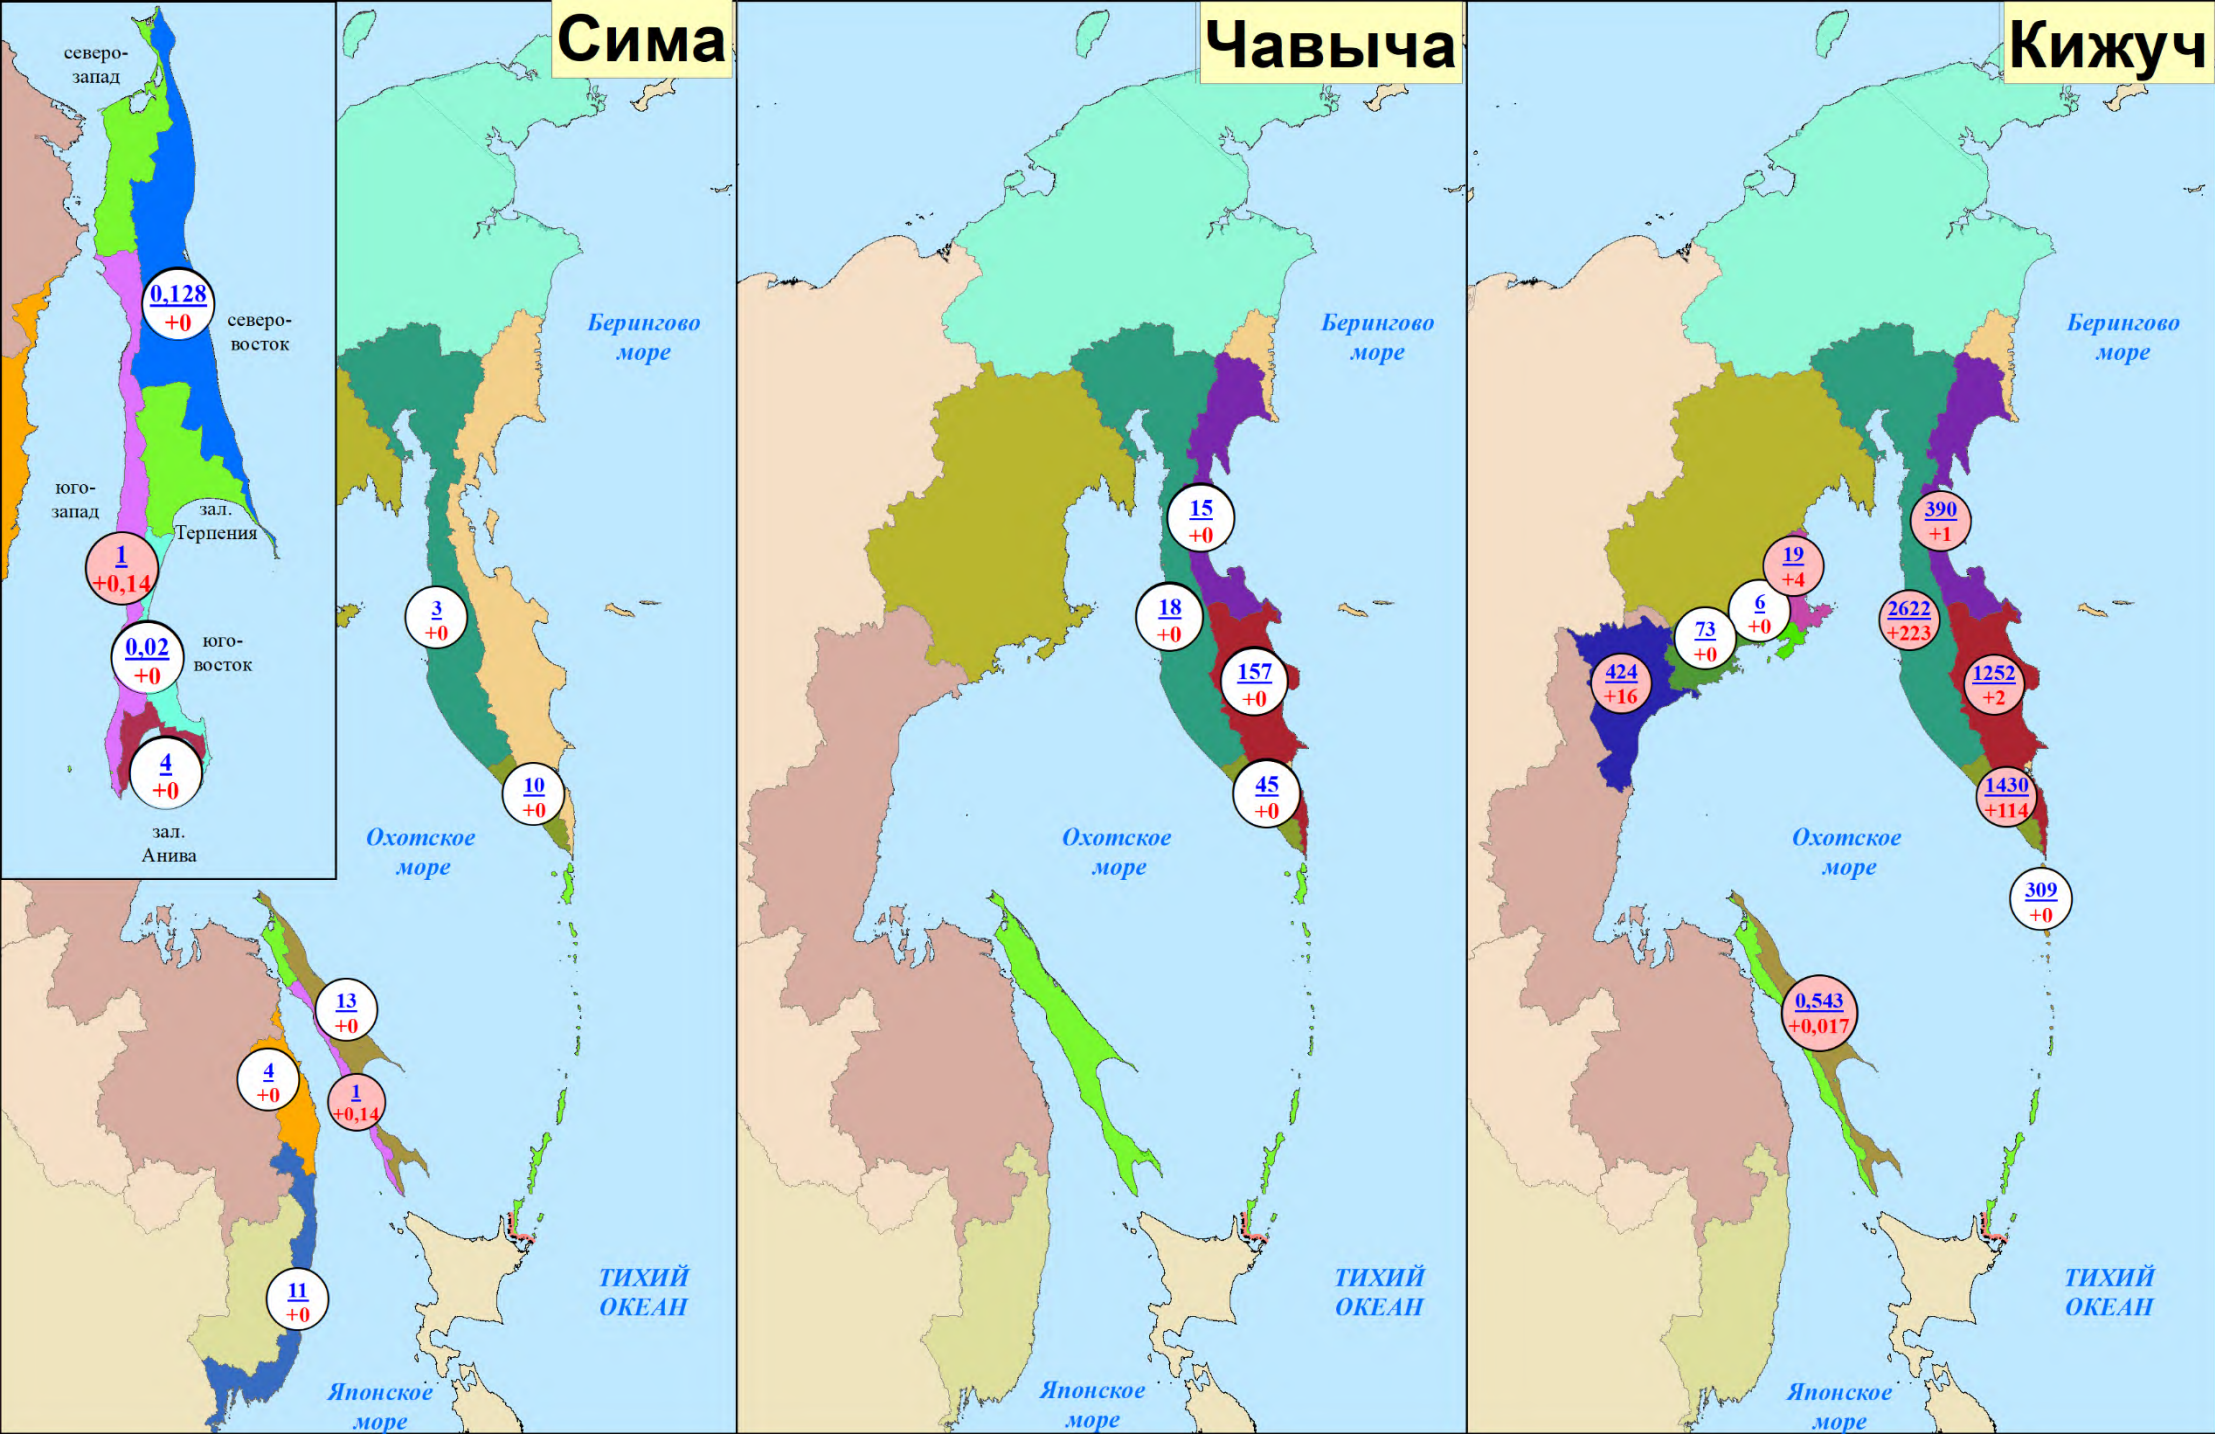 Сима
северо-
запад
0,128
+0
северо-
восток
юго-
запад
зал.
Терпения
1
+0,14
0,02
+0
юго-
восток
4
+0
зал.
Анива
Берингово
море
3
+0
10
+0
Охотское
море
13
+0
4
+0
1
+0,14
11
+0
ТИХИЙ
ОКЕАН
Японское
море
Чавыча
Берингово
море
15
+0
18
+0
157
+0
45
+0
Охотское
море
ТИХИЙ
ОКЕАН
Японское
море
Кижуч
Берингово
море
390
+1
19
+4
6
+0
2622
+223
73
+0
424
+16
1252
+2
1430
+114
Охотское
море
309
+0
0,543
+0,017
ТИХИЙ
ОКЕАН
Японское
море